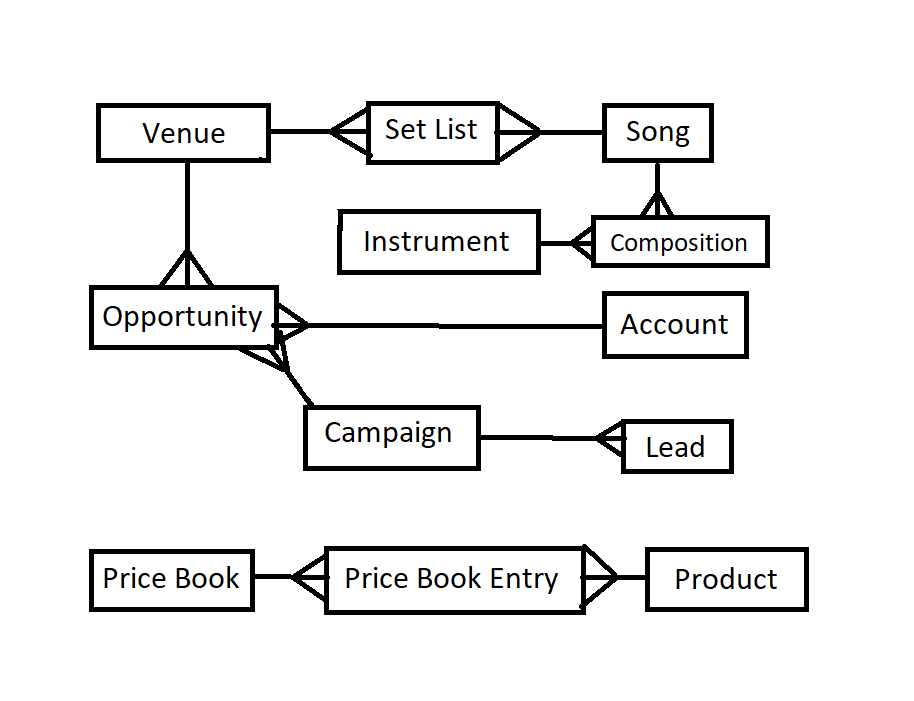 Venue
Set List
Song
Instrument
Composition
Opportunity
Account
Campaign
Lead
Price Book
Price Book Entry
Product